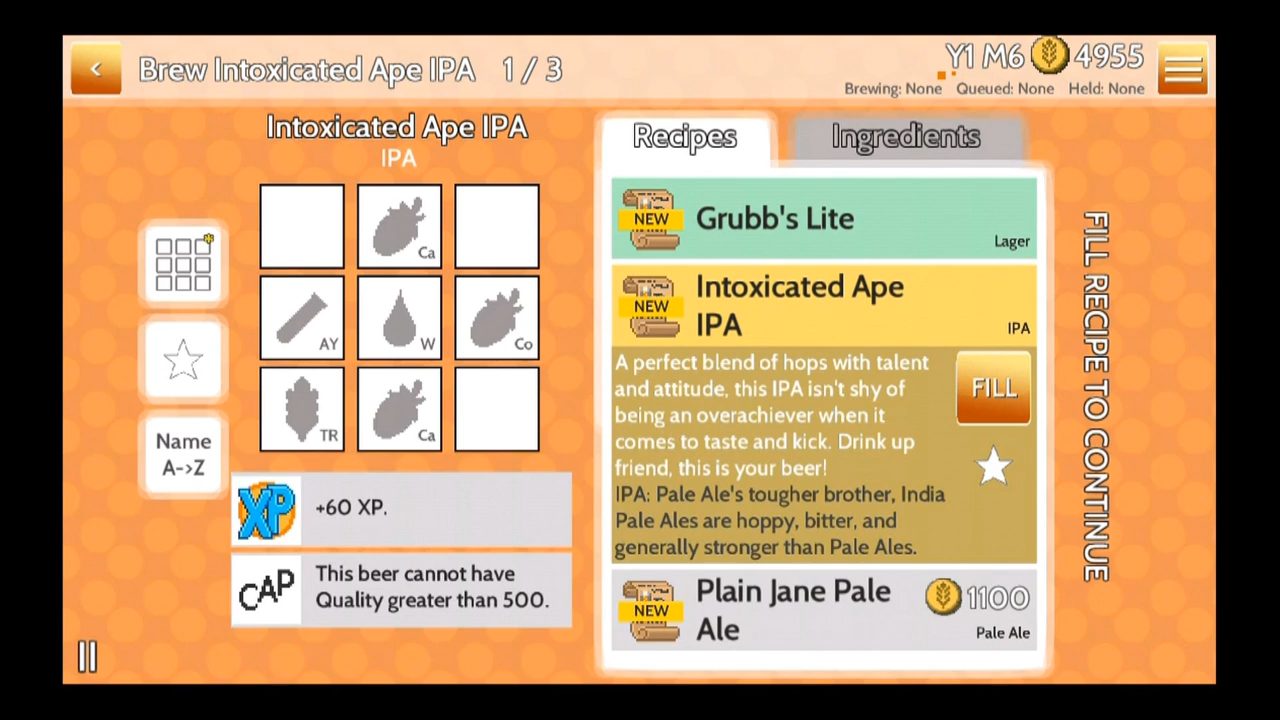 <
Brew Intoxicated Ape IPA 1 / 3
Y1 M6 4955
Brewing: None Queued: None Held: None
Intoxicated Ape IPA
IPA
Ca
AY
W
Co
TR
Ca
Name
A->Z
XP
+60 XP.
CAP
This beer cannot have
Quality greater than 500.
Recipes
Ingredients
NEW
Grubb's Lite
Lager
NEW
Intoxicated Ape
IPA
IPA
A perfect blend of hops with talent
and attitude, this IPA isn't shy of
being an overachiever when it
comes to taste and kick. Drink up
friend, this is your beer!
IPA: Pale Ale's tougher brother, India
Pale Ales are hoppy, bitter, and
generally stronger than Pale Ales.
FILL
NEW
Plain Jane Pale
Ale
1100
Pale Ale
FILL RECIPE TO CONTINUE